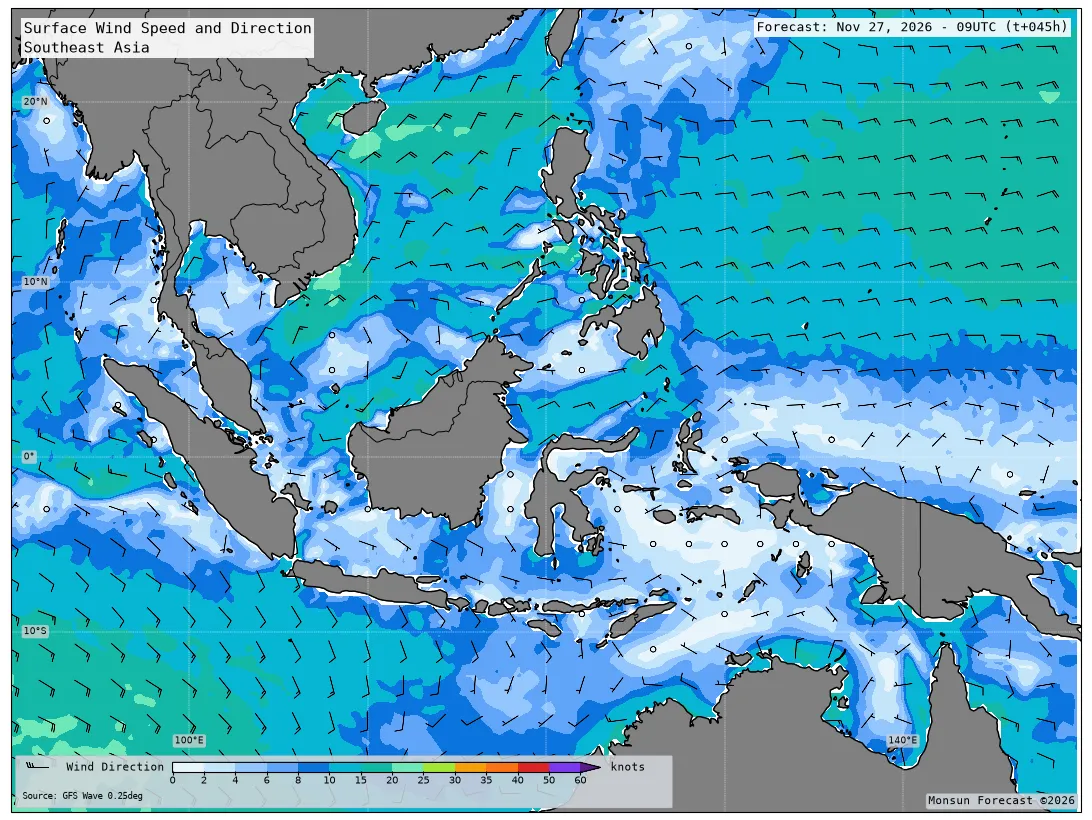 Surface Wind Speed and Direction
Southeast Asia
Forecast: Nov 27, 2026 - 09UTC (t+045h)
20°N
10°N
0°
10°S
100°E
140°E
Wind Direction
0 2 4 6 8 10 15 20 25 30 35 40 50 60
knots
Source: GFS Wave 0.25deg
Monsun Forecast ©2026